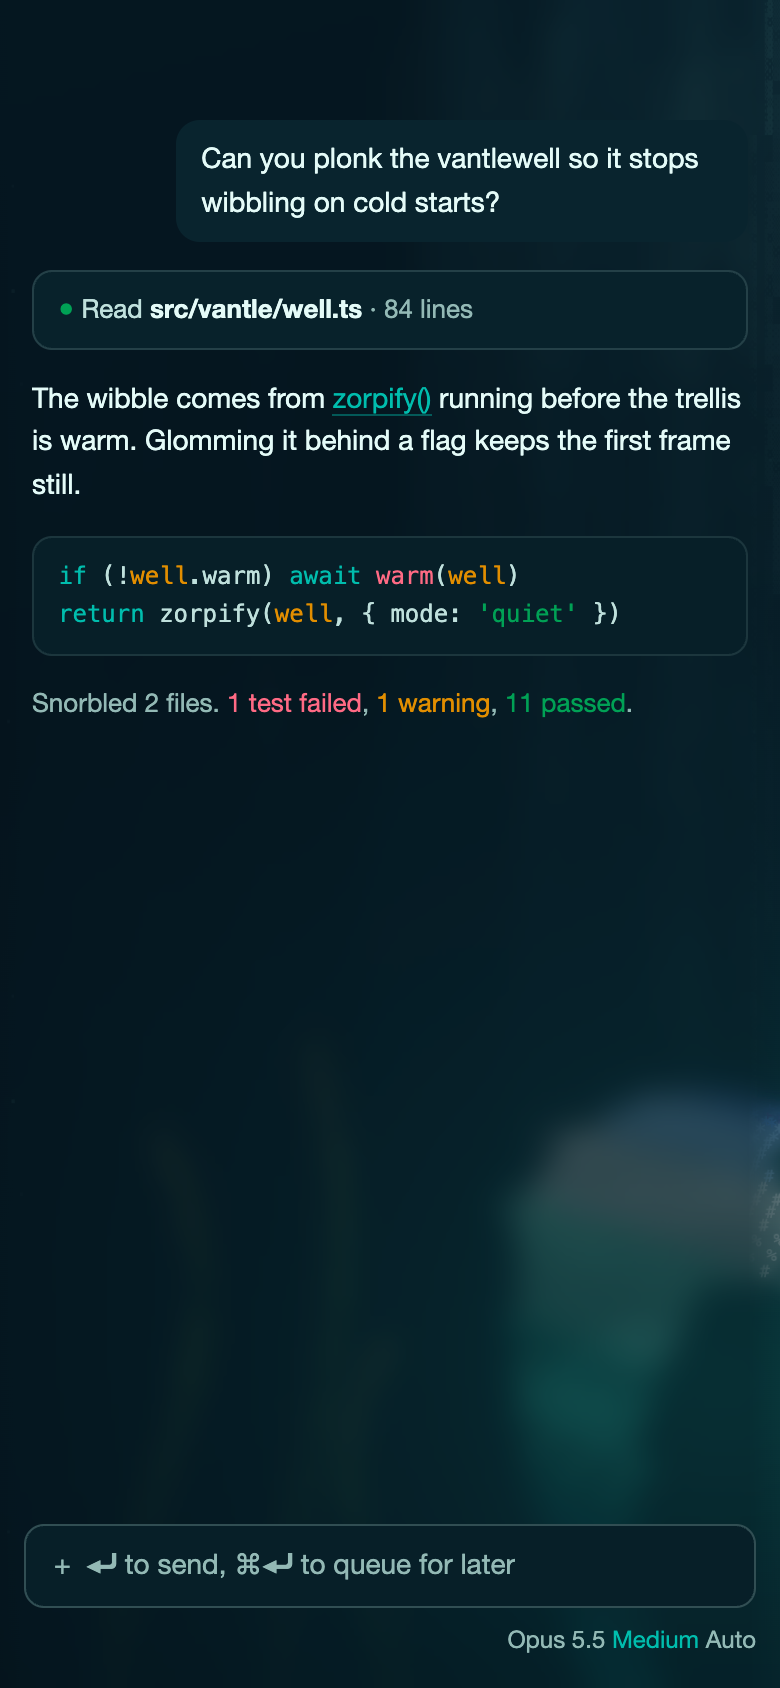 Can you plonk the vantlewell so it stops
wibbling on cold starts?
Read src/vantle/well.ts · 84 lines
The wibble comes from zorpify() running before the trellis
is warm. Glomming it behind a flag keeps the first frame
still.
if (!well.warm) await warm(well)
return zorpify(well, { mode: 'quiet' })
Snorbled 2 files. 1 test failed, 1 warning, 11 passed.
+ ⏎ to send, ⌘⏎ to queue for later
Opus 5.5 Medium Auto